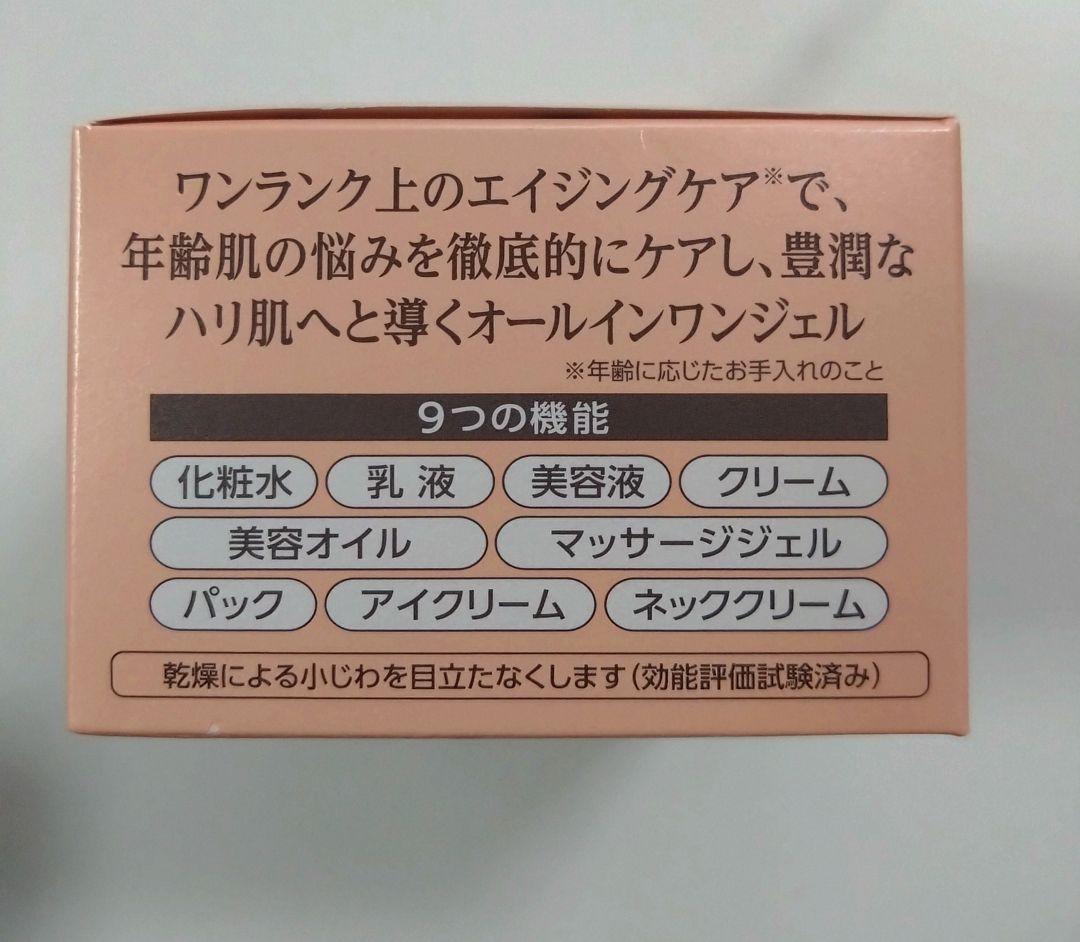 ワンランク上のエイジングケア※で、
年齢肌の悩みを徹底的にケアし、豊潤な
ハリ肌へと導くオールインワンジェル
※年齢に応じたお手入れのこと
9つの機能
化粧水 乳液 美容液 クリーム
美容オイル マッサージジェル
パック アイクリーム ネッククリーム
乾燥による小じわを目立たなくします(効能評価試験済み)